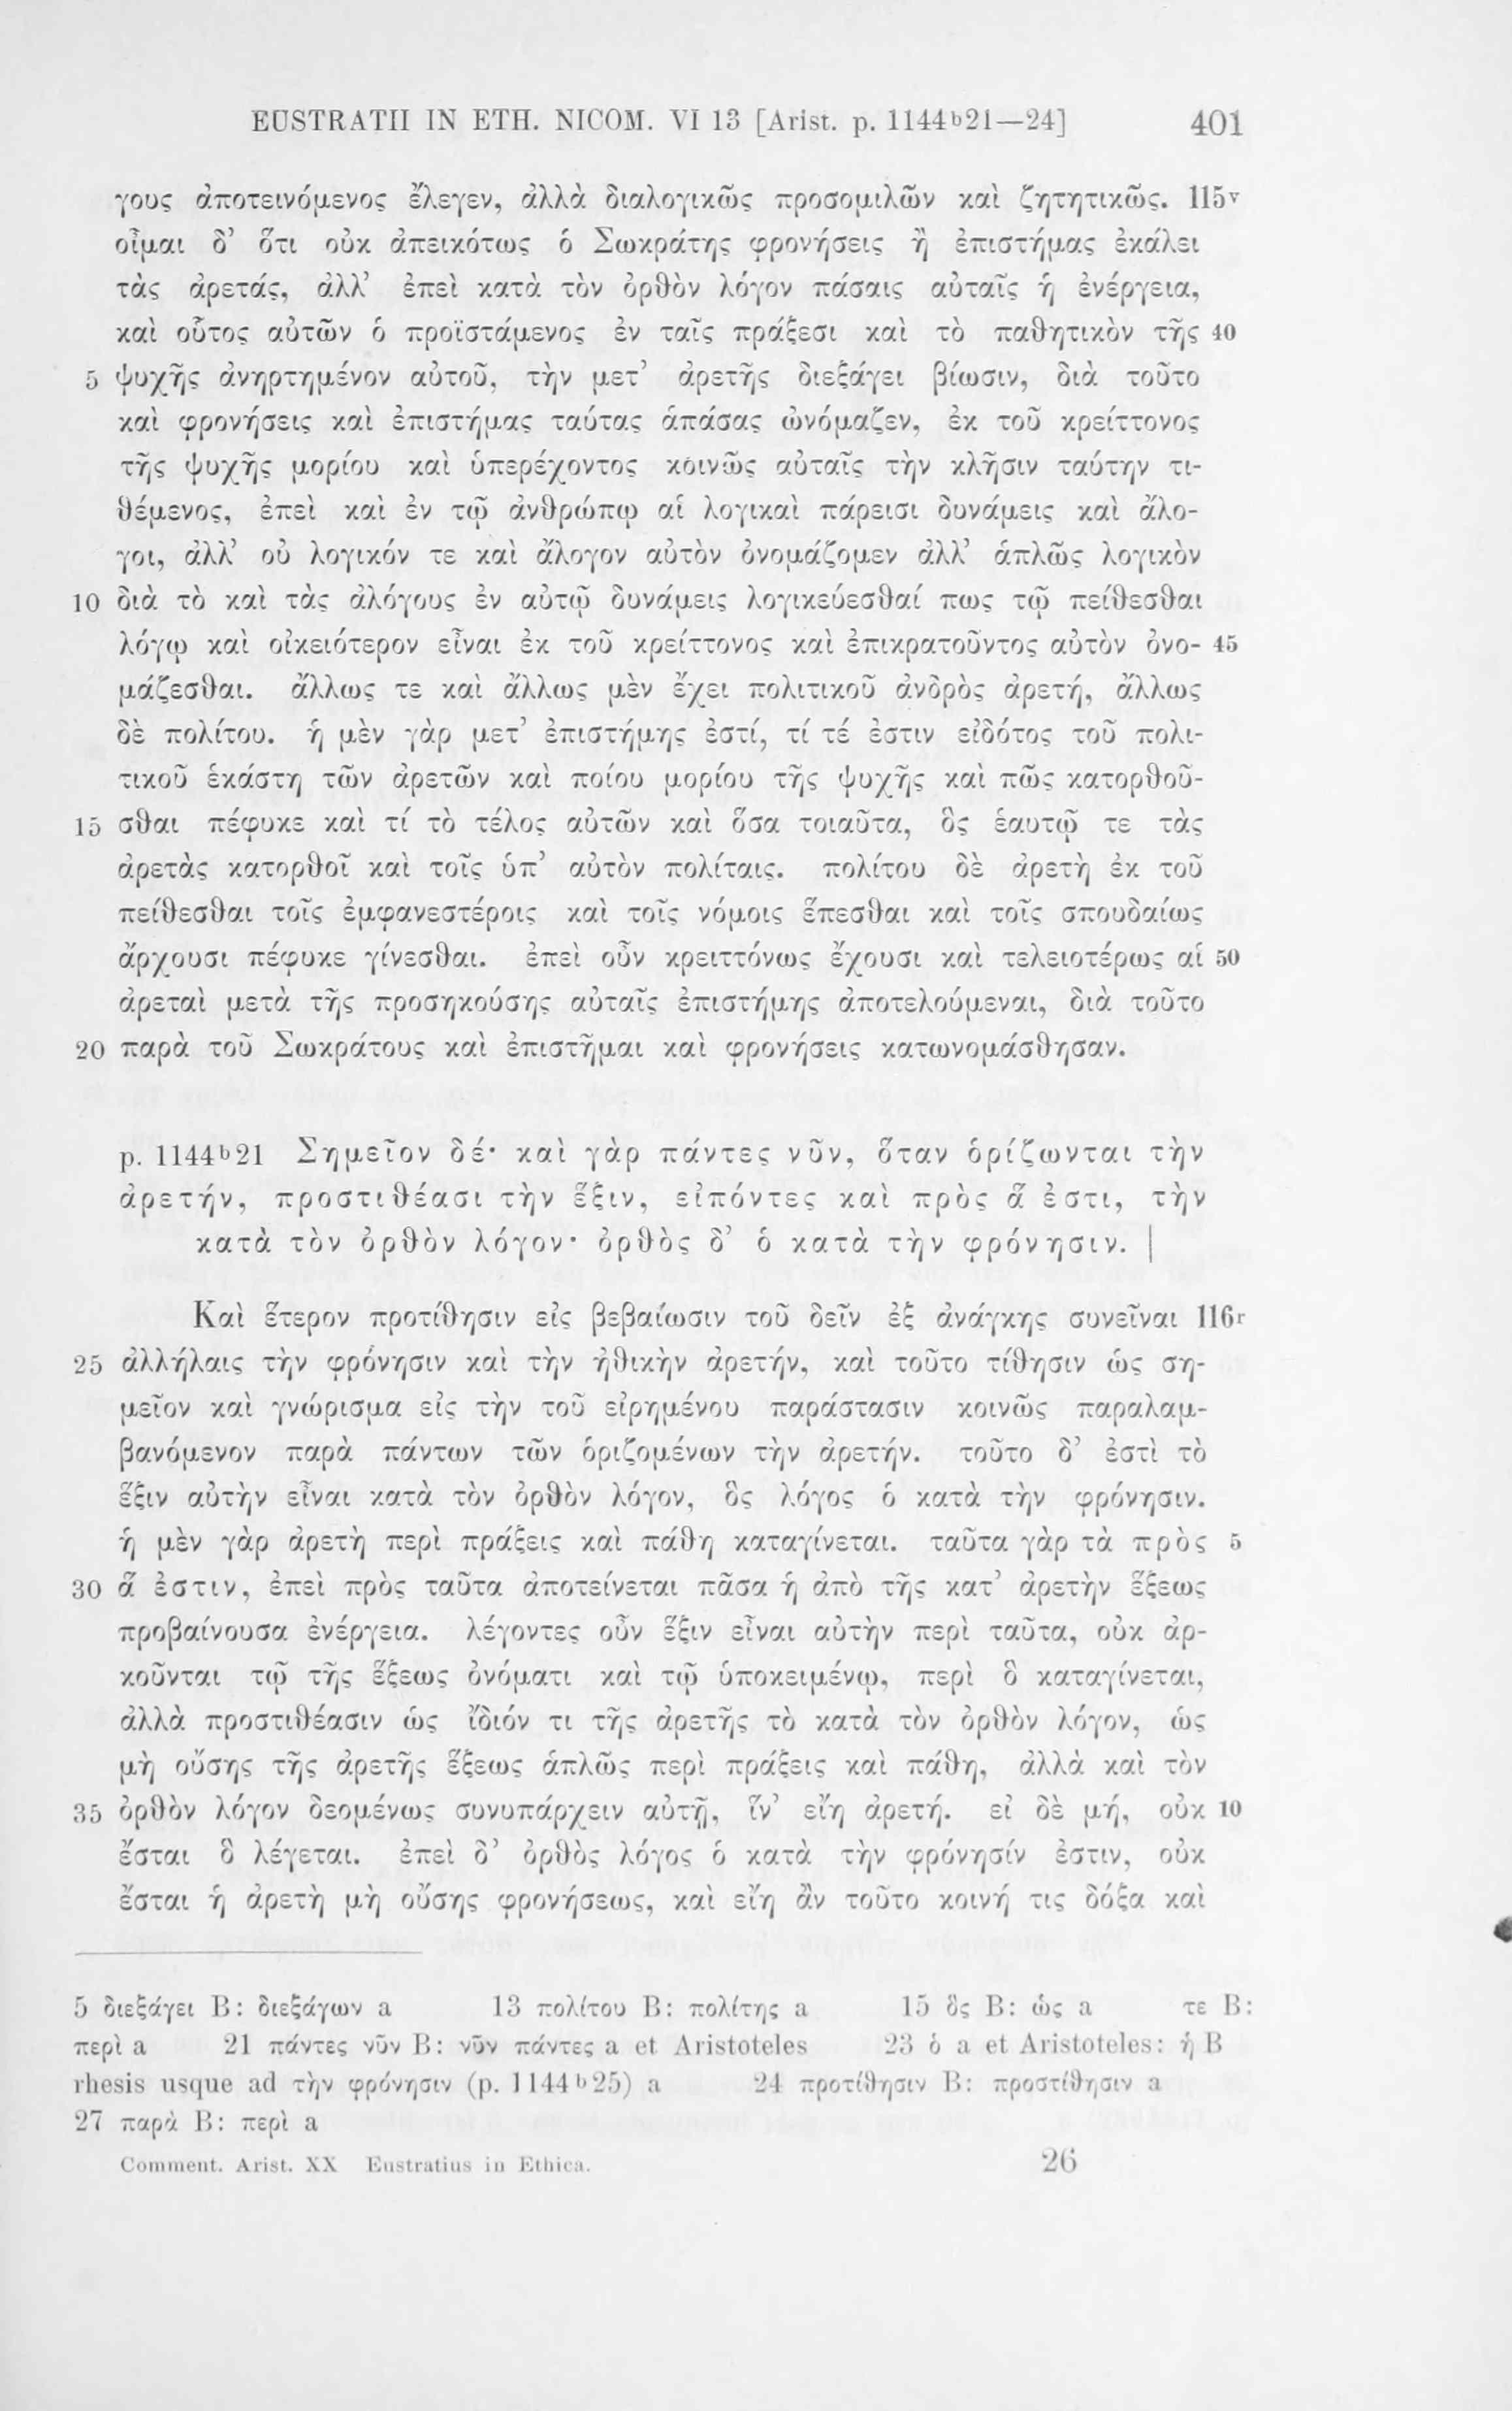 EUSTRATII IN ETH. NICOM. VI 13 [Arist. p. 1144b21—24] 401
γους ἀποτεινόμενος ἔλεγεν, ἀλλὰ διαλογικῶς προσομιλῶν καὶ ζητητικῶς. 115v
οἶμαι δ’ ὅτι οὐκ ἀπεικότως ὁ Σωκράτης φρονήσεις ἢ ἐπιστήμας ἐκάλει
τὰς ἀρετάς, ἀλλ’ ἐπεὶ κατὰ τὸν ὀρθὸν λόγον πάσαις αὐταῖς ἡ ἐνέργεια,
καὶ οὗτος αὐτῶν ὁ προϊστάμενος ἐν ταῖς πράξεσι καὶ τὸ παθητικὸν τῆς 40
5 ψυχῆς ἀνηρτημένον αὐτοῦ, τὴν μετ’ ἀρετῆς διεξάγει βίωσιν, διὰ τοῦτο
καὶ φρονήσεις καὶ ἐπιστήμας ταύτας ἁπάσας ὠνόμαζεν, ἐκ τοῦ κρείττονος
τῆς ψυχῆς μορίου καὶ ὑπερέχοντος κοινῶς αὐταῖς τὴν κλῆσιν ταύτην τι-
θέμενος, ἐπεὶ καὶ ἐν τῷ ἀνθρώπῳ αἱ λογικαὶ πάρεισι δυνάμεις καὶ ἄλο-
γοι, ἀλλ’ οὐ λογικόν τε καὶ ἄλογον αὐτὸν ὀνομάζομεν ἀλλ’ ἁπλῶς λογικὸν
10 διὰ τὸ καὶ τὰς ἀλόγους ἐν αὐτῷ δυνάμεις λογικεύεσθαί πως τῷ πείθεσθαι
λόγῳ καὶ οἰκειότερον εἶναι ἐκ τοῦ κρείττονος καὶ ἐπικρατοῦντος αὐτὸν ὀνο- 45
μάζεσθαι. ἄλλως τε καὶ ἄλλως μὲν ἔχει πολιτικοῦ ἀνδρὸς ἀρετή, ἄλλως
δὲ πολίτου. ἡ μὲν γὰρ μετ’ ἐπιστήμης ἐστί, τί τέ ἐστιν εἰδότος τοῦ πολι-
τικοῦ ἑκάστη τῶν ἀρετῶν καὶ ποίου μορίου τῆς ψυχῆς καὶ πῶς κατορθοῦ-
15 σθαι πέφυκε καὶ τί τὸ τέλος αὐτῶν καὶ ὅσα τοιαῦτα, ὃς ἑαυτῷ τε τὰς
ἀρετὰς κατορθοῖ καὶ τοῖς ὑπ’ αὐτὸν πολίταις. πολίτου δὲ ἀρετὴ ἐκ τοῦ
πείθεσθαι τοῖς ἐμφανεστέροις καὶ τοῖς νόμοις ἕπεσθαι καὶ τοῖς σπουδαίως
ἄρχουσι πέφυκε γίνεσθαι. ἐπεὶ οὖν κρειττόνως ἔχουσι καὶ τελειοτέρως αἱ 50
ἀρεταὶ μετὰ τῆς προσηκούσης αὐταῖς ἐπιστήμης ἀποτελούμεναι, διὰ τοῦτο
20 παρὰ τοῦ Σωκράτους καὶ ἐπιστῆμαι καὶ φρονήσεις κατωνομάσθησαν.
p. 1144b21 Σημεῖον δέ· καὶ γὰρ πάντες νῦν, ὅταν ὁρίζωνται τὴν
ἀρετήν, προστιθέασι τὴν ἕξιν, εἰπόντες καὶ πρὸς ἅ ἐστι, τὴν
κατὰ τὸν ὀρθὸν λόγον· ὀρθὸς δ’ ὁ κατὰ τὴν φρόνησιν. |
Καὶ ἕτερον προτίθησιν εἰς βεβαίωσιν τοῦ δεῖν ἐξ ἀνάγκης συνεῖναι 116r
25 ἀλλήλαις τὴν φρόνησιν καὶ τὴν ἠθικὴν ἀρετήν, καὶ τοῦτο τίθησιν ὡς ση-
μεῖον καὶ γνώρισμα εἰς τὴν τοῦ εἰρημένου παράστασιν κοινῶς παραλαμ-
βανόμενον παρὰ πάντων τῶν ὁριζομένων τὴν ἀρετήν. τοῦτο δ’ ἐστὶ τὸ
ἕξιν αὐτὴν εἶναι κατὰ τὸν ὀρθὸν λόγον, ὃς λόγος ὁ κατὰ τὴν φρόνησιν.
ἡ μὲν γὰρ ἀρετὴ περὶ πράξεις καὶ πάθη καταγίνεται. ταῦτα γὰρ τὰ πρὸς 5
30 ἅ ἐστιν, ἐπεὶ πρὸς ταῦτα ἀποτείνεται πᾶσα ἡ ἀπὸ τῆς κατ’ ἀρετὴν ἕξεως
προβαίνουσα ἐνέργεια. λέγοντες οὖν ἕξιν εἶναι αὐτὴν περὶ ταῦτα, οὐκ ἀρ-
κοῦνται τῷ τῆς ἕξεως ὀνόματι καὶ τῷ ὑποκειμένῳ, περὶ ὃ καταγίνεται,
ἀλλὰ προστιθέασιν ὡς ἴδιόν τι τῆς ἀρετῆς τὸ κατὰ τὸν ὀρθὸν λόγον, ὡς
μὴ οὔσης τῆς ἀρετῆς ἕξεως ἁπλῶς περὶ πράξεις καὶ πάθη, ἀλλὰ καὶ τὸν
35 ὀρθὸν λόγον δεομένως συνυπάρχειν αὐτῇ, ἵν’ εἴη ἀρετή. εἰ δὲ μή, οὐκ 10
ἔσται ὃ λέγεται. ἐπεὶ δ’ ὀρθὸς λόγος ὁ κατὰ τὴν φρόνησίν ἐστιν, οὐκ
ἔσται ἡ ἀρετὴ μὴ οὔσης φρονήσεως, καὶ εἴη ἂν τοῦτο κοινή τις δόξα καὶ
5 διεξάγει B: διεξάγων a 13 πολίτου B: πολίτης a 15 ὃς B: ὡς a τε B:
περὶ a 21 πάντες νῦν B: νῦν πάντες a et Aristoteles 23 ὁ a et Aristoteles: ἡ B
rhesis usque ad τὴν φρόνησιν (p. 1144b25) a 24 προτίθησιν B: προστίθησιν a
27 παρὰ B: περὶ a
Comment. Arist. XX Eustratius in Ethica. 26